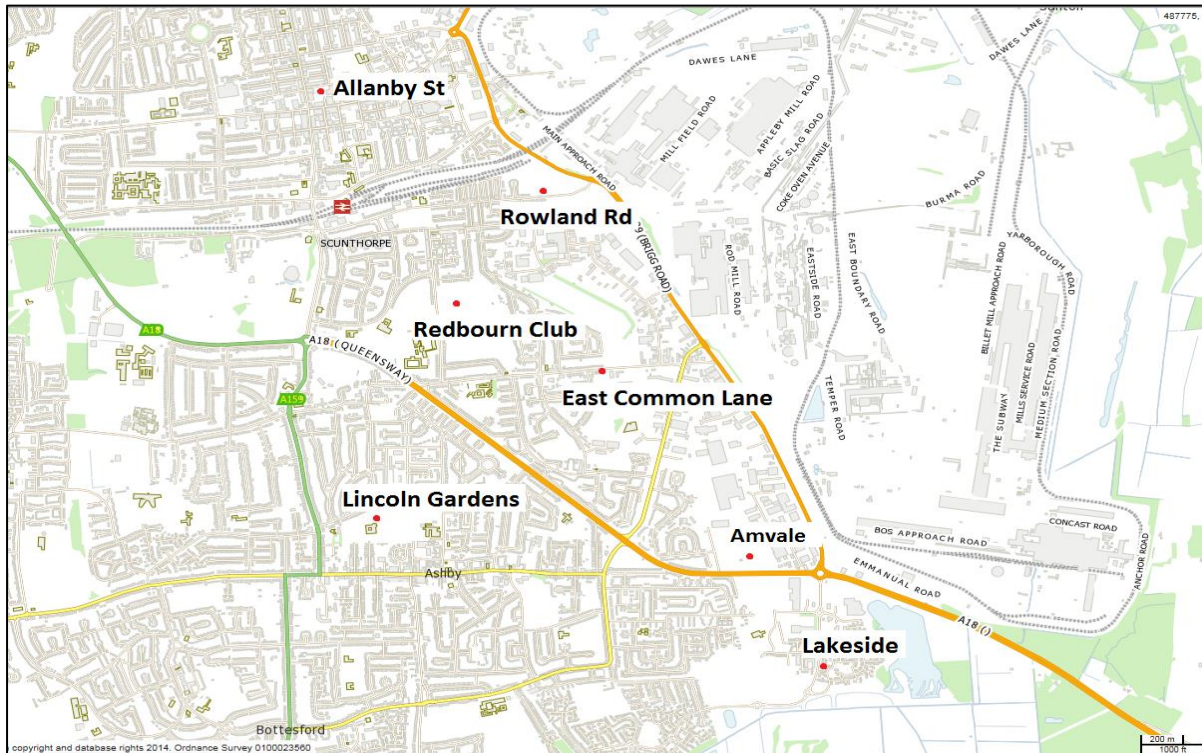 487775,
DAWES LANE
DAWES LANE
Allanby St
MAIN APPROACH ROAD
MILL FIELD ROAD
APPLEBY MILL ROAD
BASIC SLAG ROAD
COKE OVEN AVENUE
BURMA ROAD
Rowland Rd
SCUNTHORPE
9 (BRIGG ROAD)
ROD MILL ROAD
EASTSIDE ROAD
EAST BOUNDARY ROAD
YARBOROUGH ROAD
BILLET MILL APPROACH ROAD
Redbourn Club
A18
A18 (QUEENSWAY)
A159
East Common Lane
TEMPER ROAD
THE SUBWAY
MILLS SERVICE ROAD
MEDIUM SECTION ROAD
Lincoln Gardens
Amvale
BOS APPROACH ROAD
CONCAST ROAD
ANCHOR ROAD
Ashby
EMMANUAL ROAD
A18 ()
Lakeside
Bottesford
copyright and database rights 2014. Ordnance Survey 0100023560
200 m
1000 ft